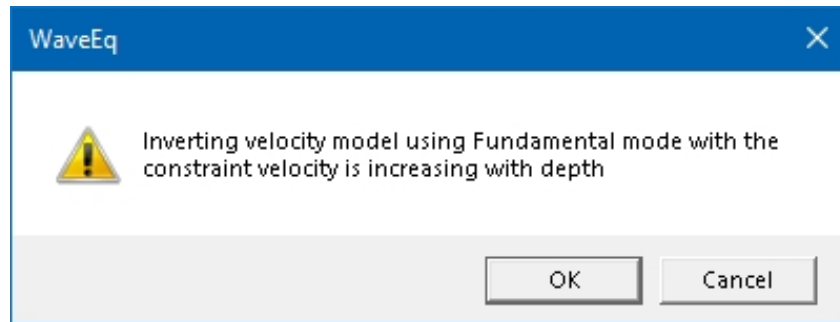 WaveEq
Inverting velocity model using Fundamental mode with the
constraint velocity is increasing with depth
OK
Cancel